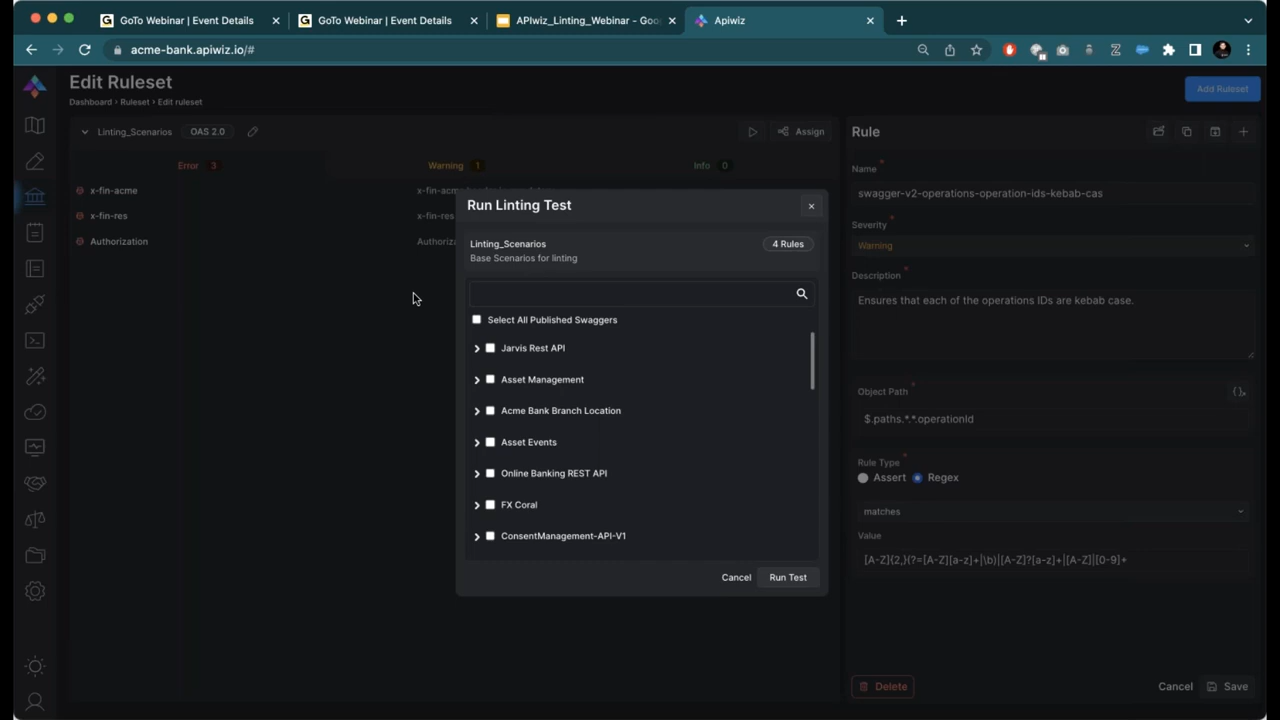 GoTo Webinar | Event Details
GoTo Webinar | Event Details
APIwiz_Linting_Webinar - Goo
Apiwiz
acme-bank.apiwiz.io/#
Edit Ruleset
Dashboard > Ruleset > Edit ruleset
Add Ruleset
Linting_Scenarios
OAS 2.0
Assign
Error 3
Warning 1
Info 0
x-fin-acme
x-fin-res
x-fin-res
Authorization
Run Linting Test
Linting_Scenarios
4 Rules
Base Scenarios for linting
Select All Published Swaggers
Jarvis Rest API
Asset Management
Acme Bank Branch Location
Asset Events
Online Banking REST API
FX Coral
ConsentManagement-API-V1
Cancel
Run Test
Rule
Name *
swagger-v2-operations-operation-ids-kebab-cas
Severity *
Warning
Description *
Ensures that each of the operations IDs are kebab case.
Object Path *
$.paths.*.*.operationId
Rule Type *
Assert
Regex
matches
Value
[A-Z]{2,}(?=[A-Z][a-z]+|\b)|[A-Z]?[a-z]+|[A-Z]|[0-9]+
Delete
Cancel
Save